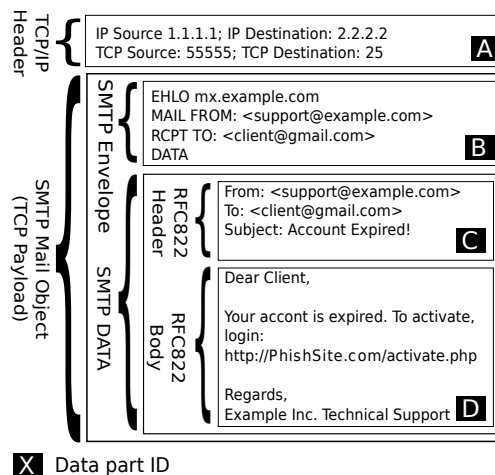 TCP/IP
Header
IP Source 1.1.1.1; IP Destination: 2.2.2.2
TCP Source: 55555; TCP Destination: 25
A
SMTP Mail Object
(TCP Payload)
SMTP Envelope
EHLO mx.example.com
MAIL FROM: <support@example.com>
RCPT TO: <client@gmail.com>
DATA
B
SMTP DATA
RFC822
Header
From: <support@example.com>
To: <client@gmail.com>
Subject: Account Expired!
C
RFC822
Body
Dear Client,
Your accont is expired. To activate,
login:
http://PhishSite.com/activate.php
Regards,
Example Inc. Technical Support
D
X Data part ID